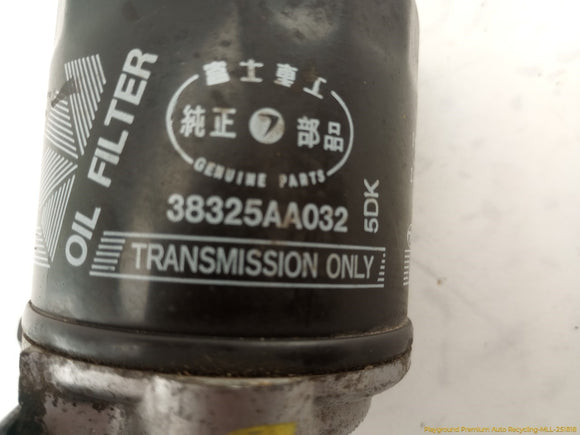 OIL FILTER
富士重工
純正 部品
GENUINE PARTS
38325AA032
5DK
TRANSMISSION ONLY
Playground Premium Auto Recycling-MLL-251818